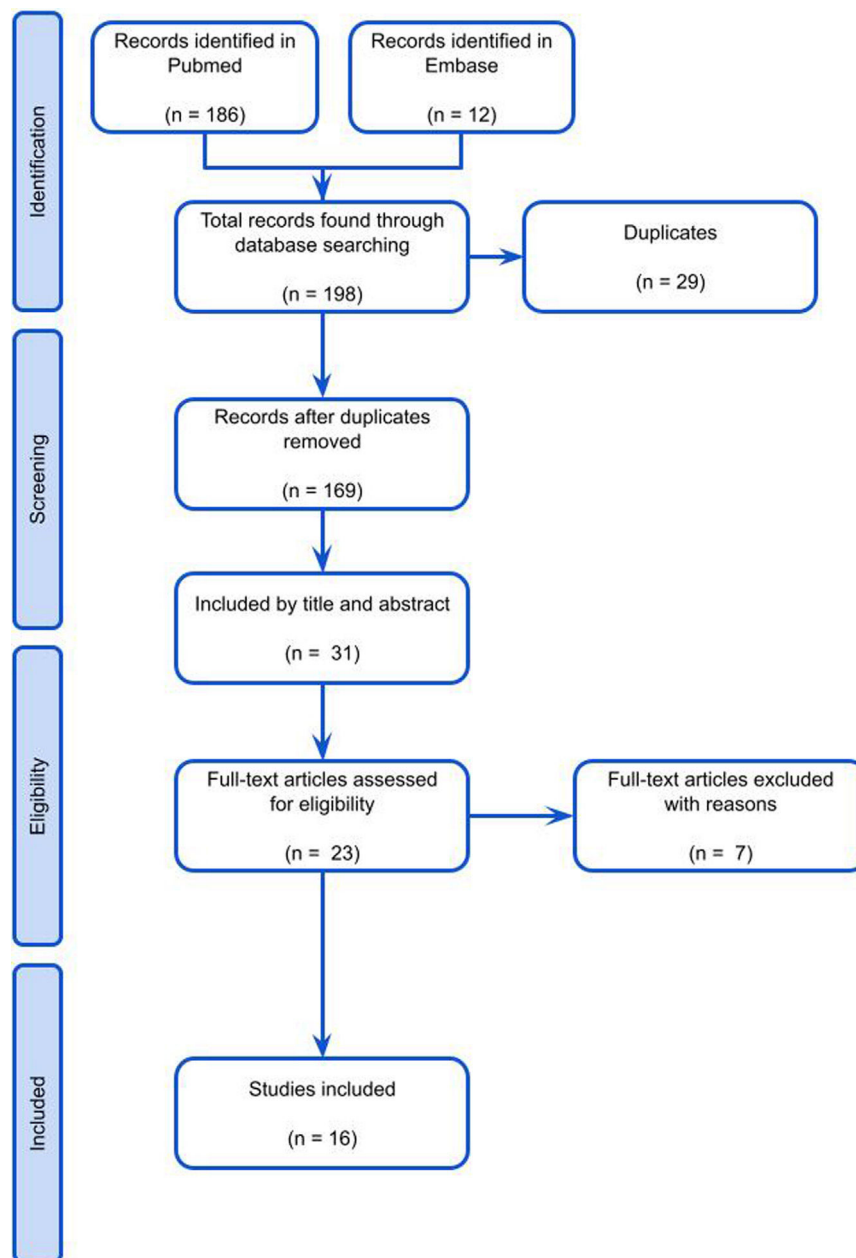 Identification
Records identified in
Pubmed
(n = 186)
Records identified in
Embase
(n = 12)
Total records found through
database searching
(n = 198)
Duplicates
(n = 29)
Screening
Records after duplicates
removed
(n = 169)
Included by title and abstract
(n = 31)
Eligibility
Full-text articles assessed
for eligibility
(n = 23)
Full-text articles excluded
with reasons
(n = 7)
Included
Studies included
(n = 16)